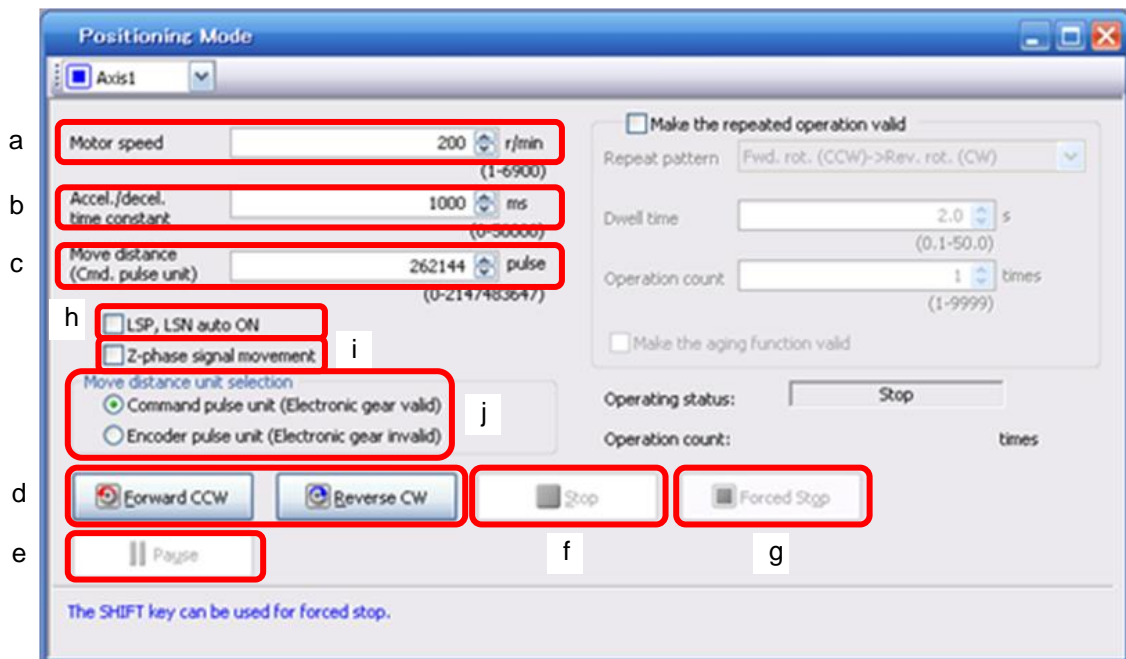 Positioning Mode
Axis1
a
Motor speed 200 r/min
(1-6900)
b
Accel./decel.
time constant 1000 ms
(0-50000)
c
Move distance
(Cmd. pulse unit) 262144 pulse
(0-2147483647)
h
LSP, LSN auto ON
Z-phase signal movement
i
Move distance unit selection
Command pulse unit (Electronic gear valid)
Encoder pulse unit (Electronic gear invalid)
j
Make the repeated operation valid
Repeat pattern Fwd. rot. (CCW)->Rev. rot. (CW)
Dwell time 2.0 s
(0.1-50.0)
Operation count 1 times
(1-9999)
Make the aging function valid
Operating status: Stop
Operation count: times
d
Forward CCW Reverse CW Stop Forced Stop
e
Pause
f
g
The SHIFT key can be used for forced stop.